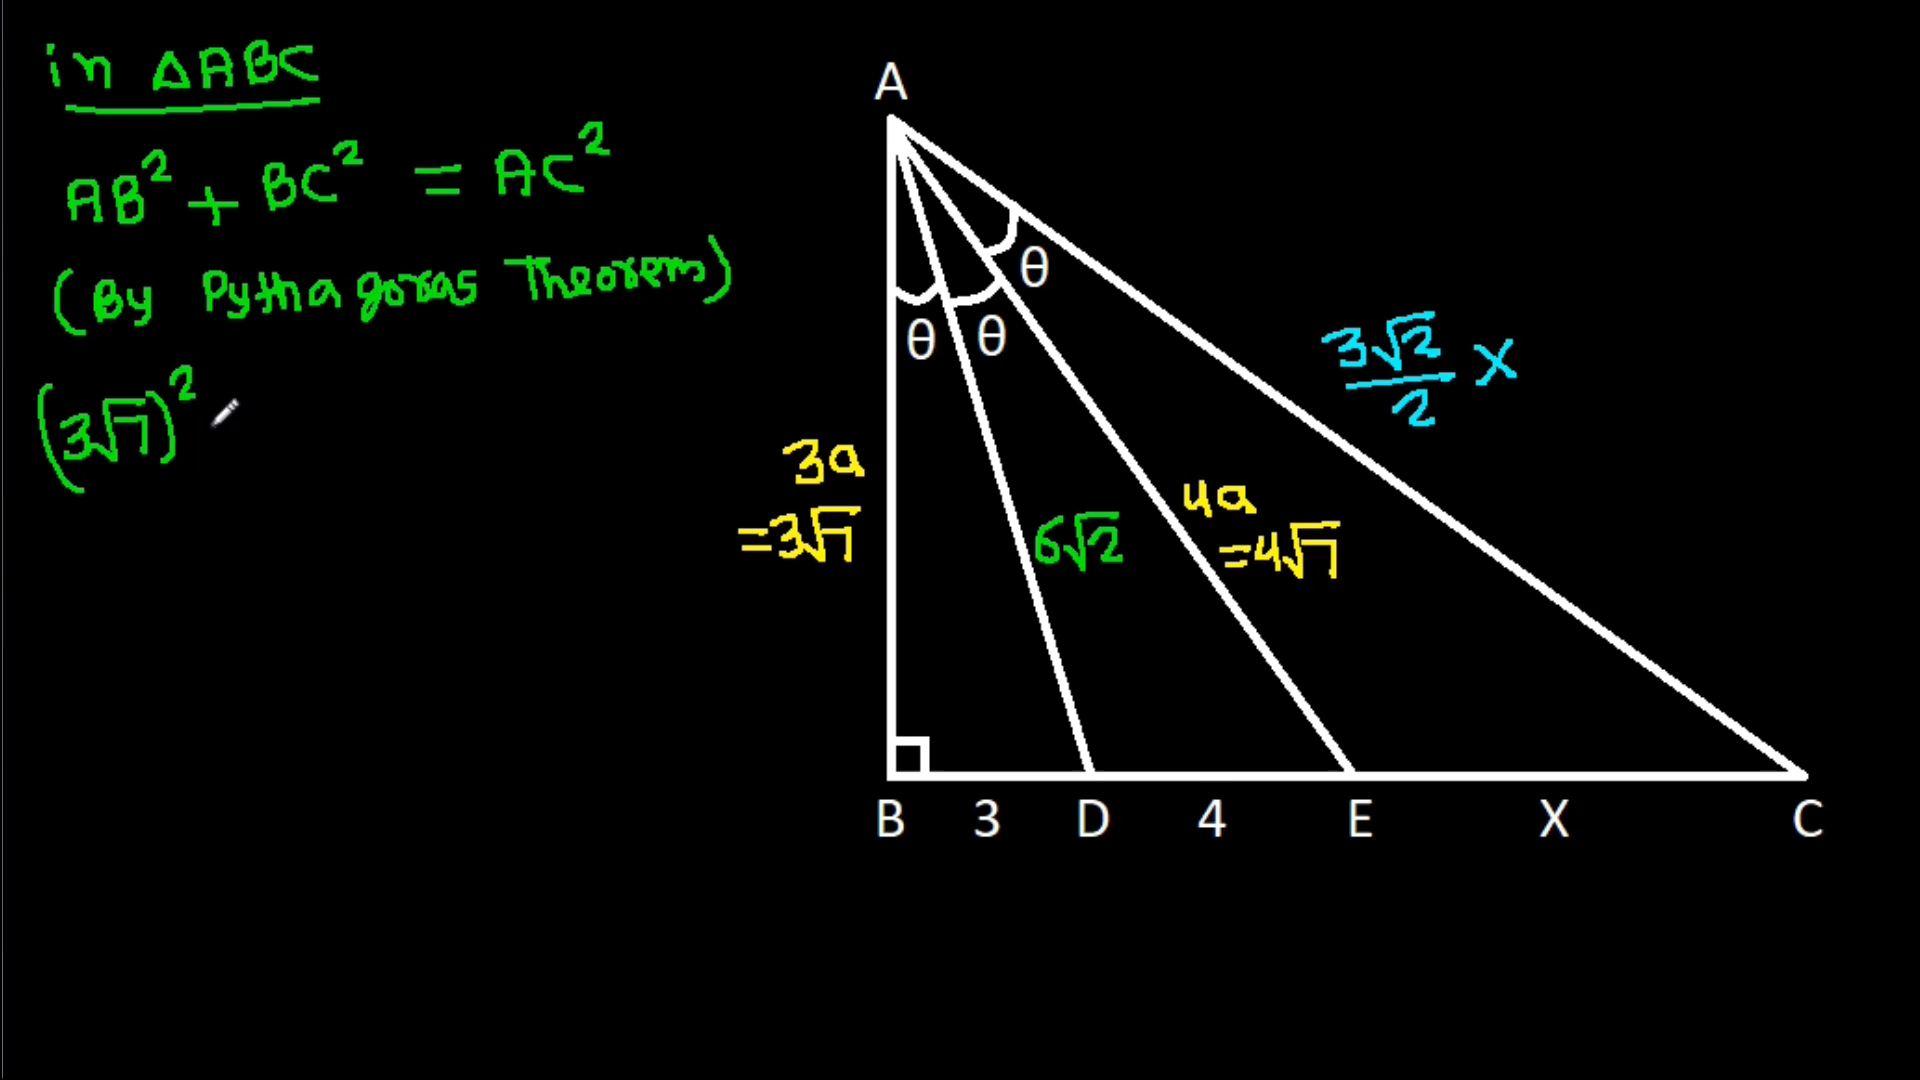 in ΔABC
AB² + BC² = AC²
(By Pythagoras Theorem)
(3√7)²
A
θ
θ θ
3√2/2 X
3a
=3√7
6√2
4a
=4√7
B 3 D 4 E X C